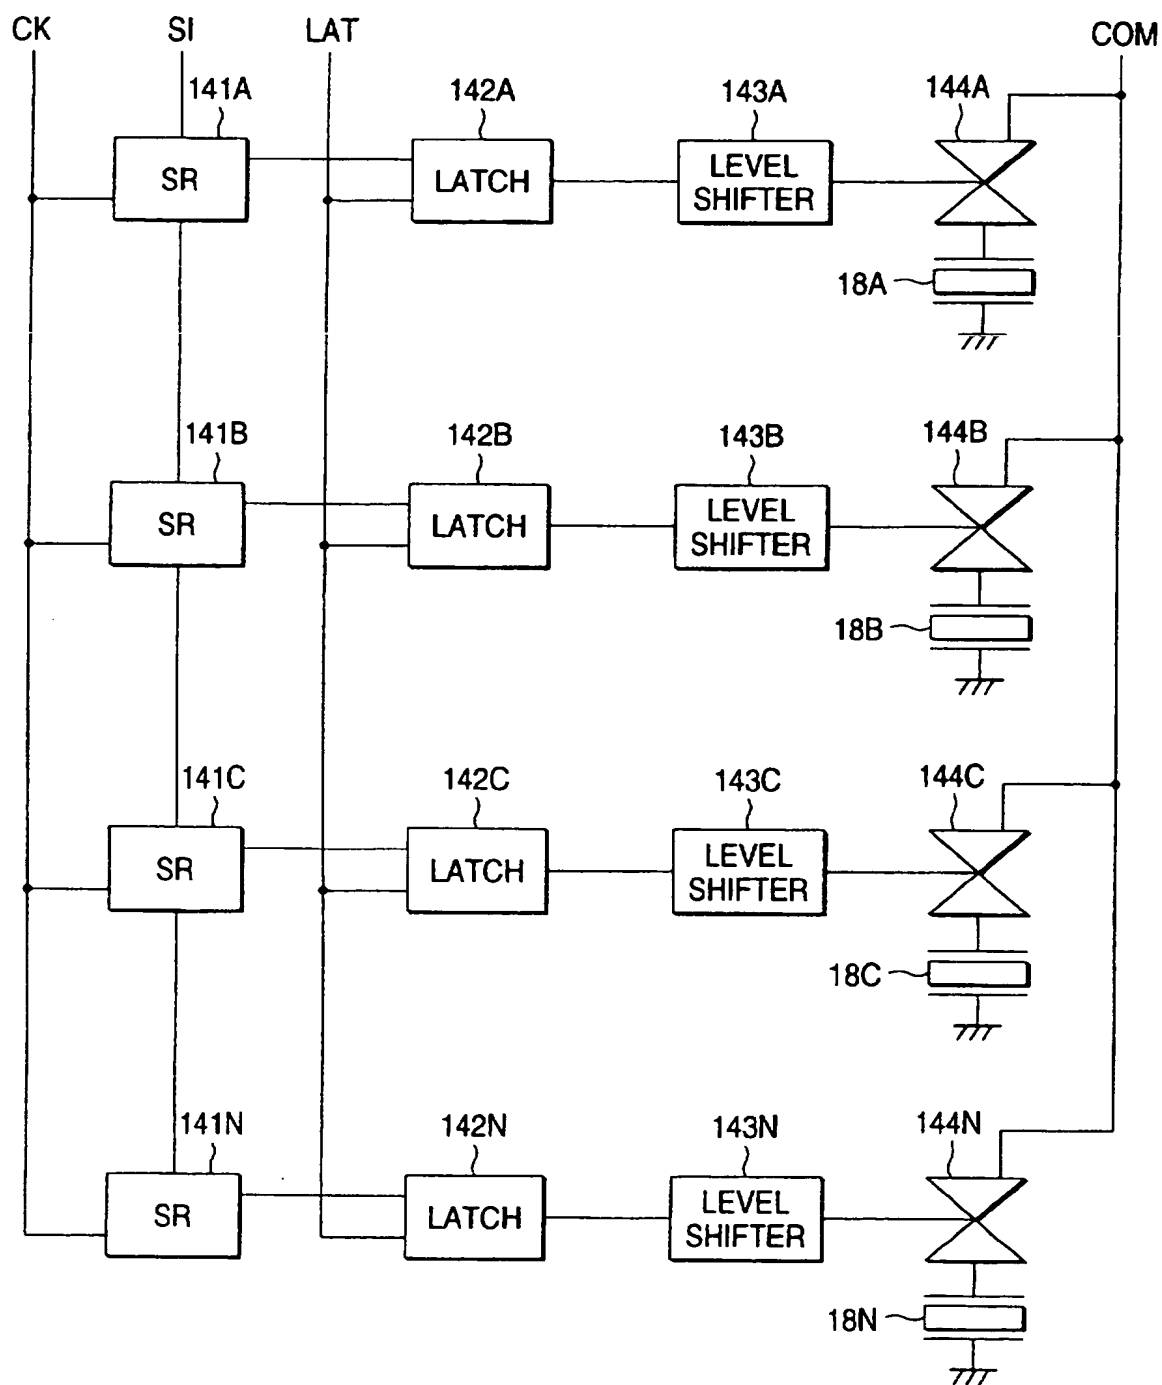 CK SI LAT COM
141A 142A 143A 144A
SR LATCH LEVEL SHIFTER
18A
141B 142B 143B 144B
SR LATCH LEVEL SHIFTER
18B
141C 142C 143C 144C
SR LATCH LEVEL SHIFTER
18C
141N 142N 143N 144N
SR LATCH LEVEL SHIFTER
18N